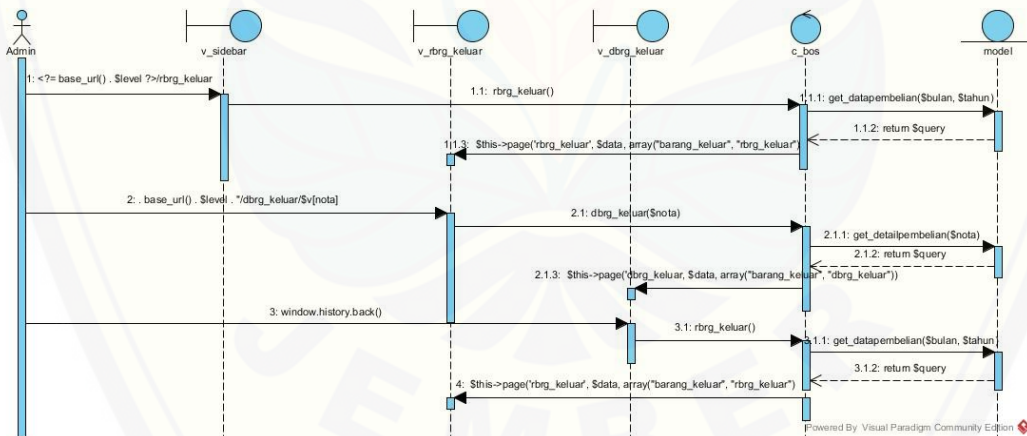 Admin
v_sidebar
v_rbrg_keluar
v_dbrg_keluar
c_bos
model
1: <?= base_url() . $level ?>/rbrg_keluar
1.1: rbrg_keluar()
1.1.1: get_datapembelian($bulan, $tahun)
1.1.2: return $query
1.1.3: $this->page('rbrg_keluar', $data, array("barang_keluar", "rbrg_keluar")
2: . base_url() . $level . "/dbrg_keluar/$v[nota]
2.1: dbrg_keluar($nota)
2.1.1: get_detailpembelian($nota)
2.1.2: return $query
2.1.3: $this->page('dbrg_keluar, $data, array("barang_keluar", "dbrg_keluar"))
3: window.history.back()
3.1: rbrg_keluar()
3.1.1: get_datapembelian($bulan, $tahun)
3.1.2: return $query
4: $this->page('rbrg_keluar', $data, array("barang_keluar", "rbrg_keluar")
JEMBER
Powered By Visual Paradigm Community Edition